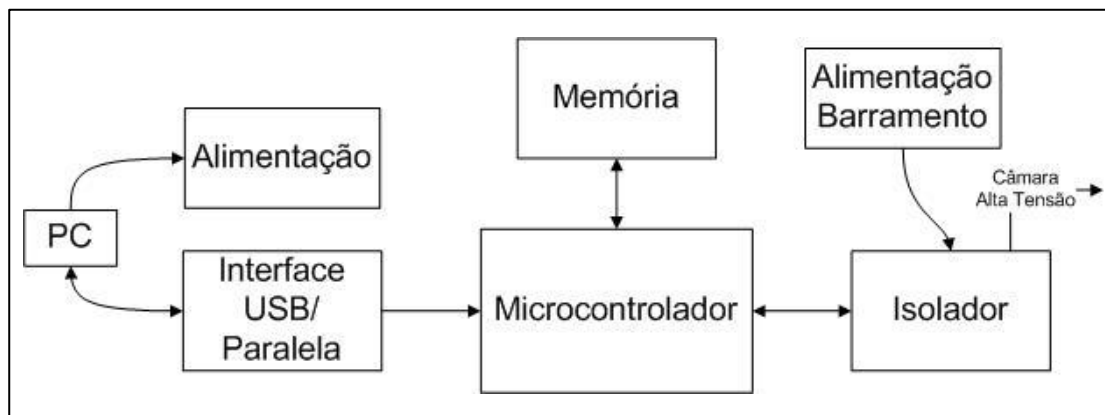 Memória
Alimentação
Barramento
Alimentação
Câmara
Alta Tensão
PC
Interface
USB/
Paralela
Microcontrolador
Isolador